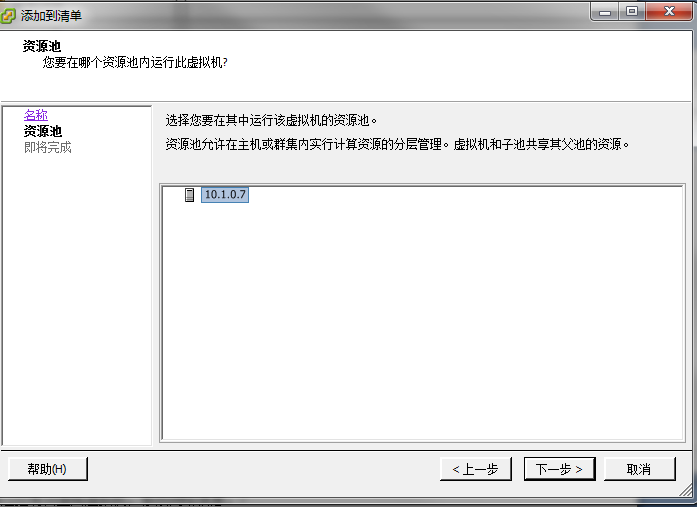 添加到清单
资源池
您要在哪个资源池内运行此虚拟机?
名称
资源池
即将完成
选择您要在其中运行该虚拟机的资源池。
资源池允许在主机或群集内实行计算资源的分层管理。虚拟机和子池共享其父池的资源。
10.1.0.7
帮助(H)
< 上一步
下一步 >
取消